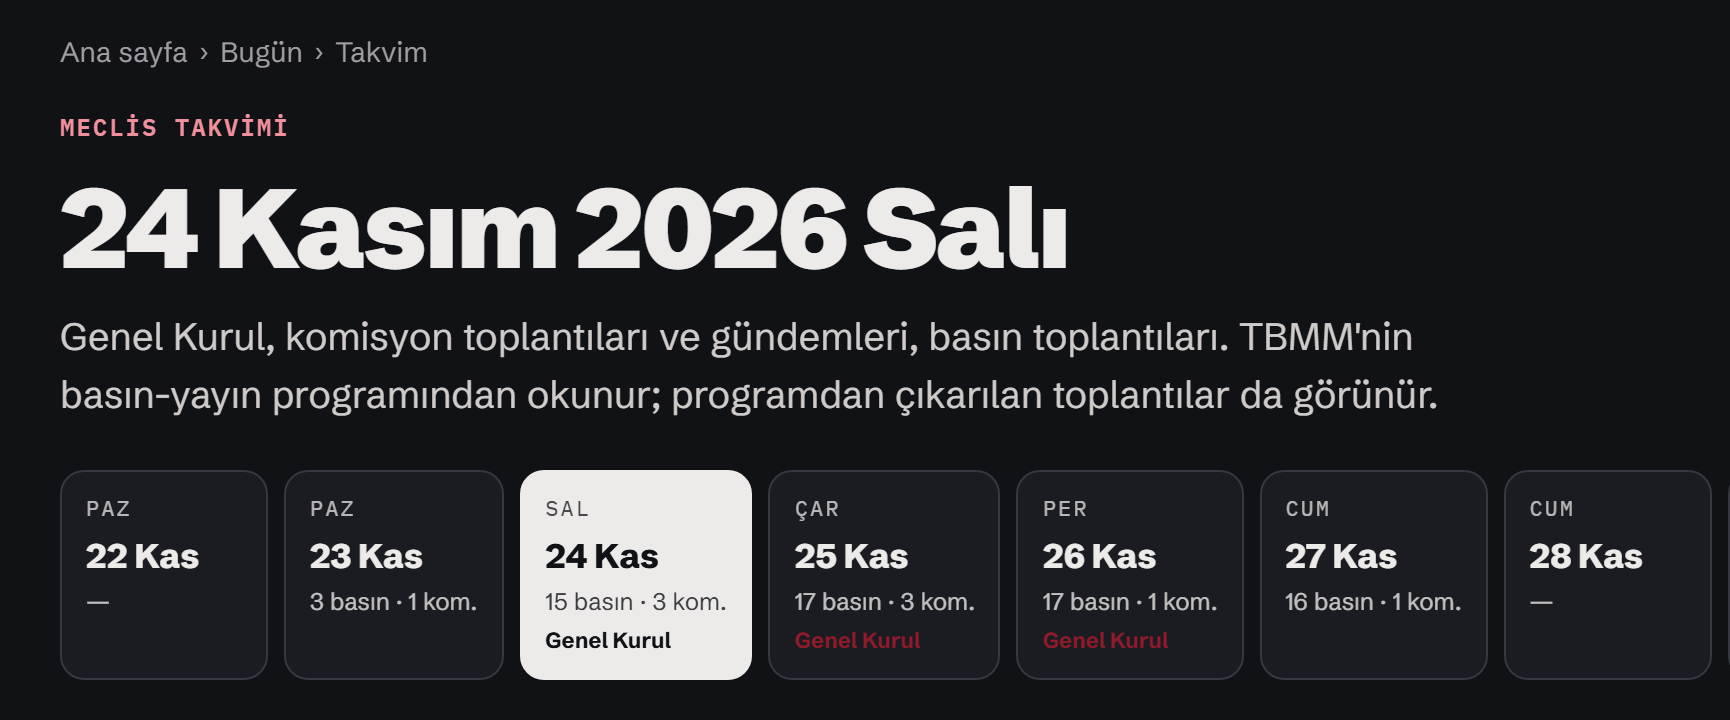 Ana sayfa › Bugün › Takvim
MECLİS TAKVİMİ
24 Kasım 2026 Salı
Genel Kurul, komisyon toplantıları ve gündemleri, basın toplantıları. TBMM'nin
basın-yayın programından okunur; programdan çıkarılan toplantılar da görünür.
PAZ
22 Kas
—
PAZ
23 Kas
3 basın · 1 kom.
SAL
24 Kas
15 basın · 3 kom.
Genel Kurul
ÇAR
25 Kas
17 basın · 3 kom.
Genel Kurul
PER
26 Kas
17 basın · 1 kom.
Genel Kurul
CUM
27 Kas
16 basın · 1 kom.
CUM
28 Kas
—